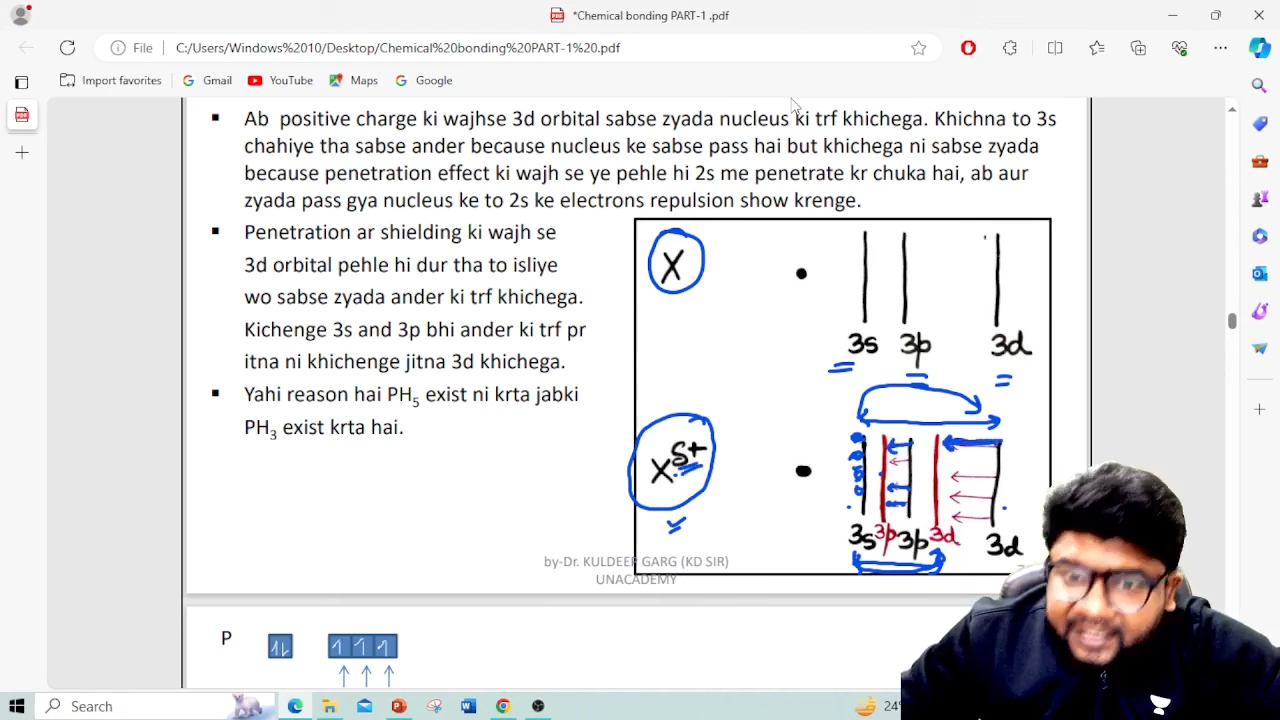 *Chemical bonding PART-1 .pdf
File
C:/Users/Windows%2010/Desktop/Chemical%20bonding%20PART-1%20.pdf
Import favorites
Gmail
YouTube
Maps
Google
Ab positive charge ki wajhse 3d orbital sabse zyada nucleus ki trf khichega. Khichna to 3s
chahiye tha sabse ander because nucleus ke sabse pass hai but khichega ni sabse zyada
because penetration effect ki wajh se ye pehle hi 2s me penetrate kr chuka hai, ab aur
zyada pass gya nucleus ke to 2s ke electrons repulsion show krenge.
Penetration ar shielding ki wajh se
3d orbital pehle hi dur tha to isliye
wo sabse zyada ander ki trf khichega.
Kichenge 3s and 3p bhi ander ki trf pr
itna ni khichenge jitna 3d khichega.
Yahi reason hai PH5 exist ni krta jabki
PH3 exist krta hai.
X
3s 3p 3d
Xδ+
3s 3p 3p 3d 3d
by-Dr. KULDEEP GARG (KD SIR)
UNACADEMY
P
Search
24